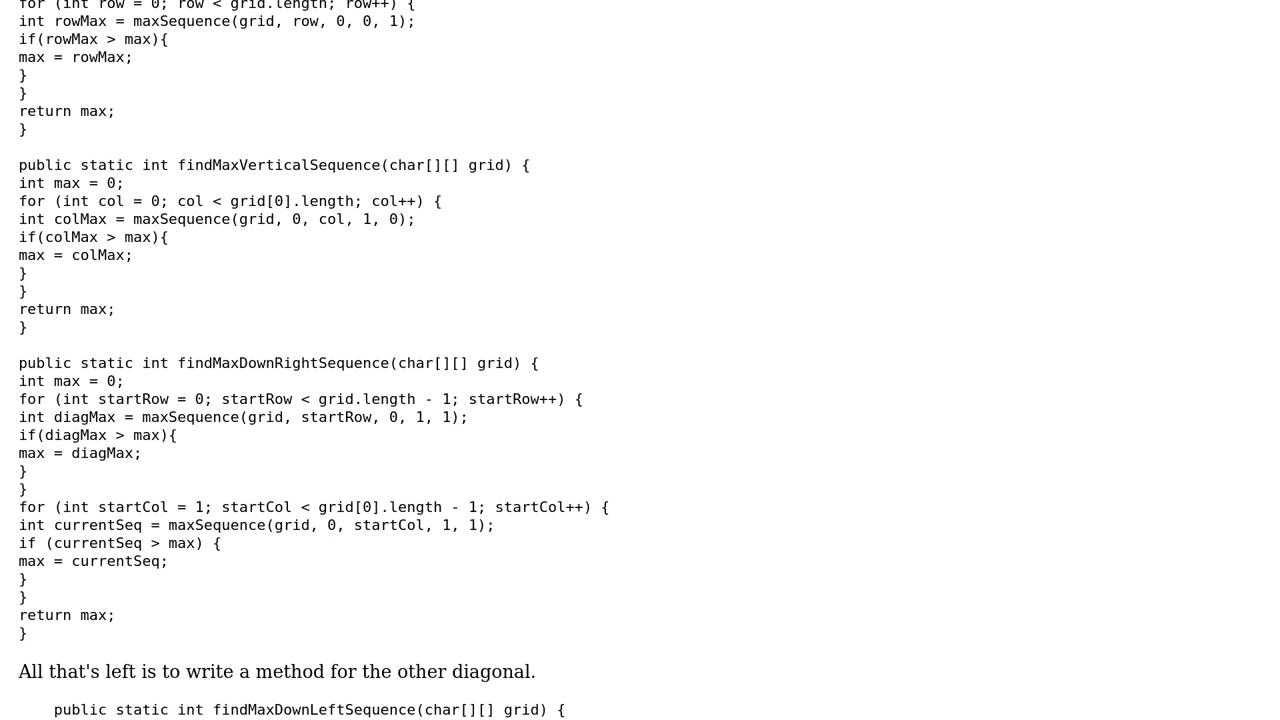 for (int row = 0; row < grid.length; row++) {
int rowMax = maxSequence(grid, row, 0, 0, 1);
if(rowMax > max){
max = rowMax;
}
}
return max;
}
public static int findMaxVerticalSequence(char[][] grid) {
int max = 0;
for (int col = 0; col < grid[0].length; col++) {
int colMax = maxSequence(grid, 0, col, 1, 0);
if(colMax > max){
max = colMax;
}
}
return max;
}
public static int findMaxDownRightSequence(char[][] grid) {
int max = 0;
for (int startRow = 0; startRow < grid.length - 1; startRow++) {
int diagMax = maxSequence(grid, startRow, 0, 1, 1);
if(diagMax > max){
max = diagMax;
}
}
for (int startCol = 1; startCol < grid[0].length - 1; startCol++) {
int currentSeq = maxSequence(grid, 0, startCol, 1, 1);
if (currentSeq > max) {
max = currentSeq;
}
}
return max;
}
All that's left is to write a method for the other diagonal.
public static int findMaxDownLeftSequence(char[][] grid) {